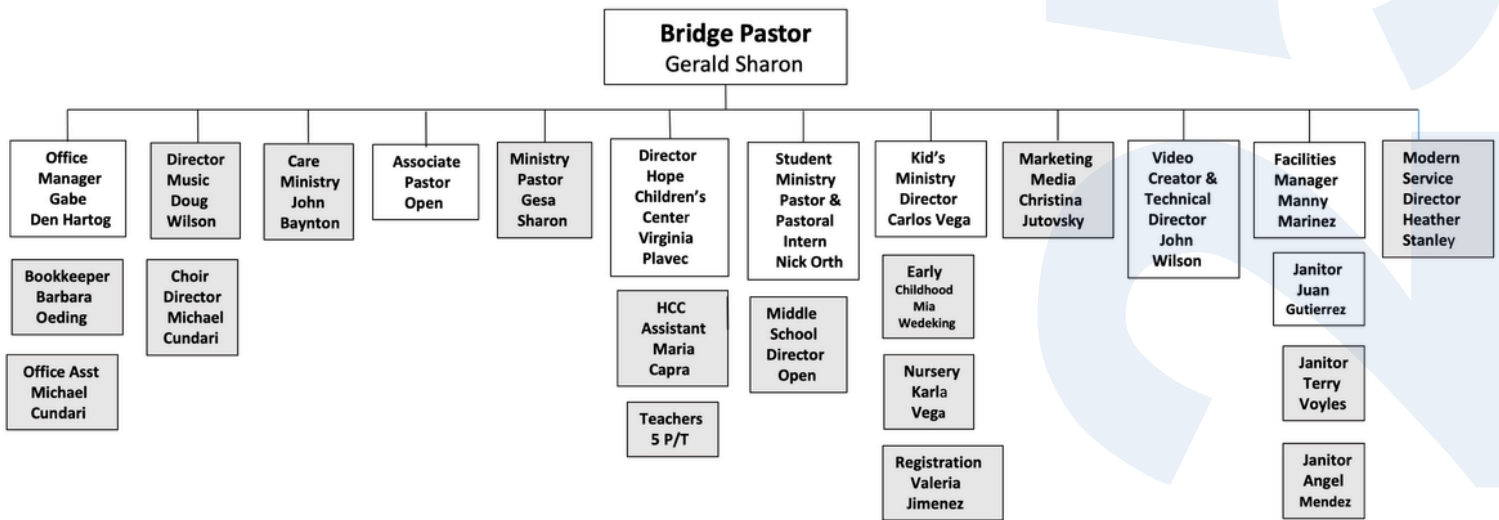 Bridge Pastor
Gerald Sharon
Office
Manager
Gabe
Den Hartog
Bookkeeper
Barbara
Oeding
Office Asst
Michael
Cundari
Director
Music
Doug
Wilson
Choir
Director
Michael
Cundari
Care
Ministry
John
Baynton
Associate
Pastor
Open
Ministry
Pastor
Gesa
Sharon
Director
Hope
Children's
Center
Virginia
Plavec
HCC
Assistant
Maria
Capra
Teachers
5 P/T
Student
Ministry
Pastor &
Pastoral
Intern
Nick Orth
Middle
School
Director
Open
Kid's
Ministry
Director
Carlos Vega
Early
Childhood
Mia
Wedeking
Nursery
Karla
Vega
Registration
Valeria
Jimenez
Marketing
Media
Christina
Jutovsky
Video
Creator &
Technical
Director
John
Wilson
Facilities
Manager
Manny
Marinez
Janitor
Juan
Gutierrez
Janitor
Terry
Voyles
Janitor
Angel
Mendez
Modern
Service
Director
Heather
Stanley